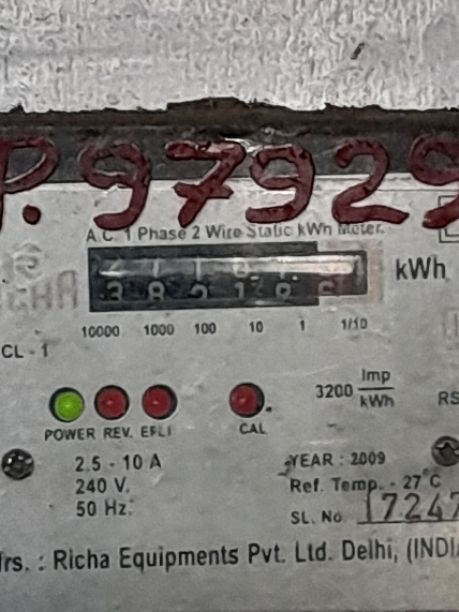 P. 97929
A.C. 1 Phase 2 Wire Static kWh Meter.
kWh
10000 1000 100 10 1 1/10
CL - 1
3200 Imp
kWh
RS
POWER REV. EFLI CAL
2.5 - 10 A
240 V.
50 Hz.
YEAR : 2009
Ref. Temp. - 27°C
SL. No. 17247
frs. : Richa Equipments Pvt. Ltd. Delhi, (INDIA